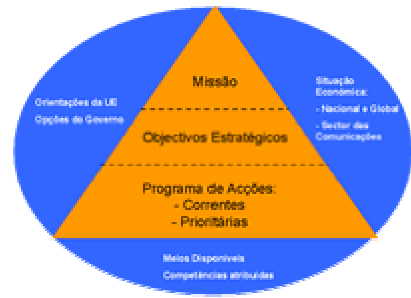 Missão
Orientações da UE
Opções do Governo
Situação
Económica:
- Nacional e Global
- Sector das
Comunicações
Objectivos Estratégicos
Programa de Acções:
- Correntes
- Prioritárias
Meios Disponíveis
Competências atribuídas